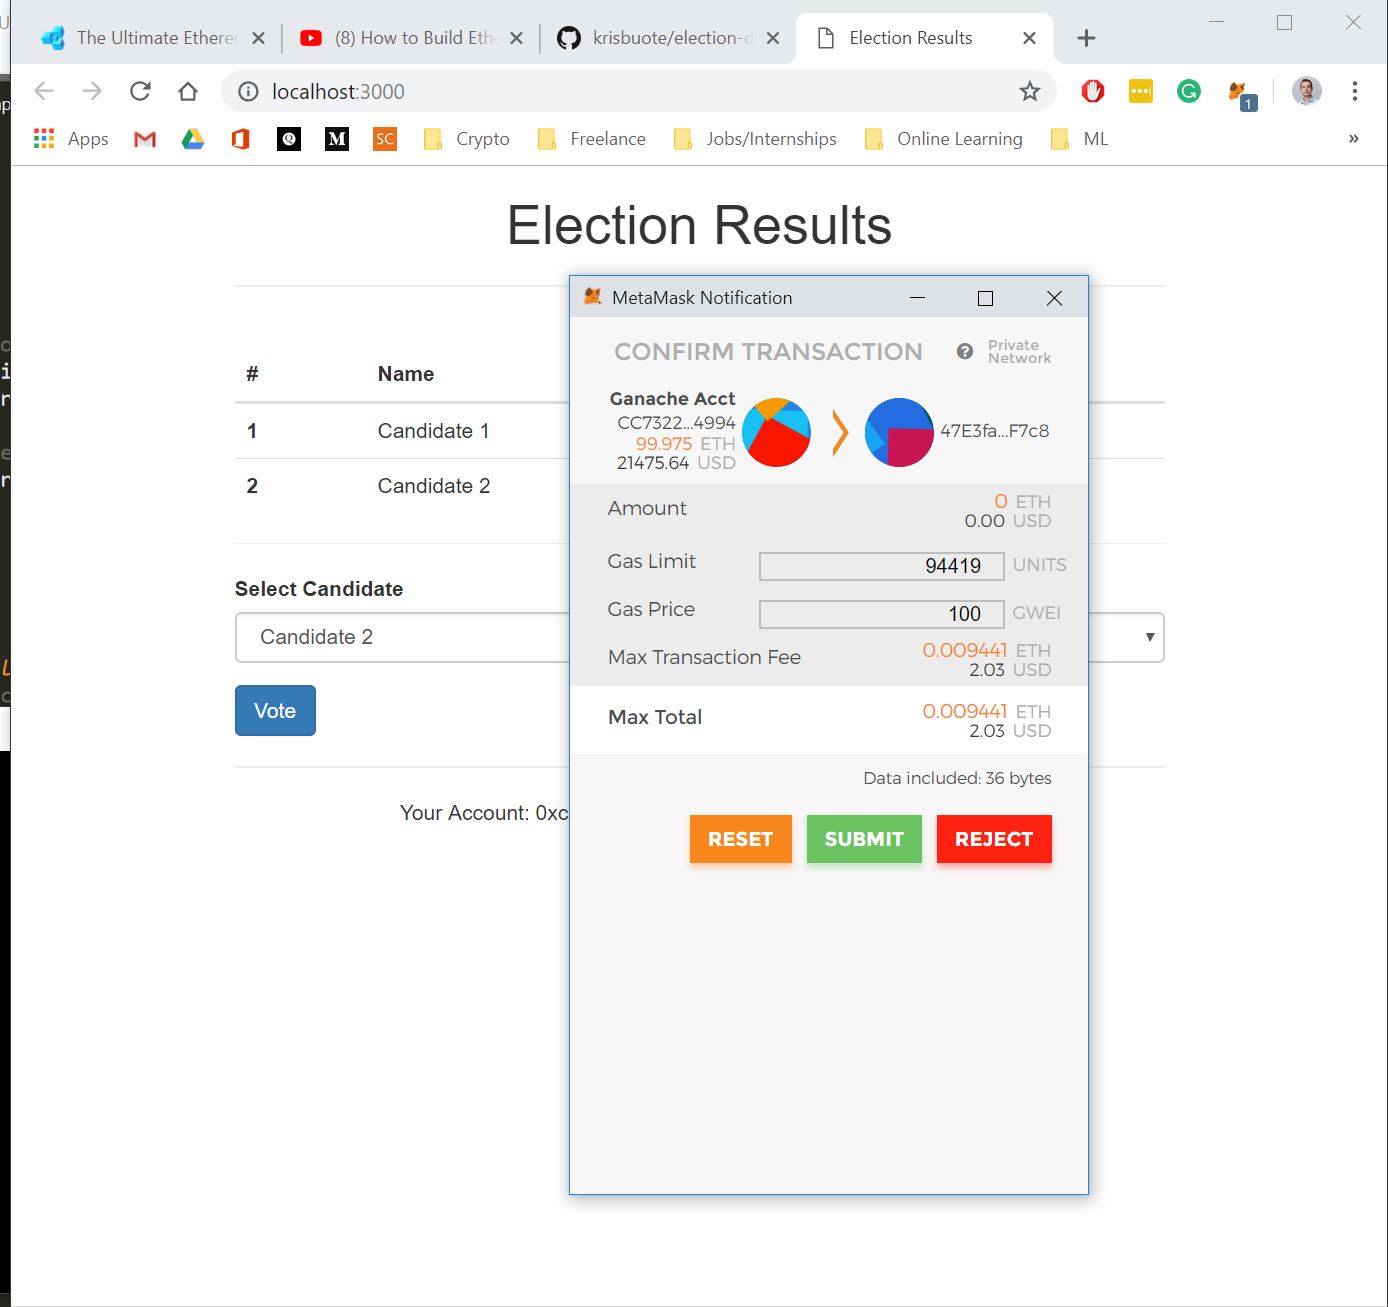 The Ultimate Ethere
(8) How to Build Eth
krisbuote/election-d
Election Results
localhost:3000
1
Apps
M
SC
Crypto
Freelance
Jobs/Internships
Online Learning
ML
»
Election Results
MetaMask Notification
CONFIRM TRANSACTION
?
Private
Network
Ganache Acct
CC7322...4994
99.975 ETH
21475.64 USD
47E3fa...F7c8
# Name
1 Candidate 1
2 Candidate 2
Amount
0 ETH
0.00 USD
Gas Limit 94419 UNITS
Gas Price 100 GWEI
Max Transaction Fee
0.009441 ETH
2.03 USD
Max Total
0.009441 ETH
2.03 USD
Data included: 36 bytes
RESET SUBMIT REJECT
Select Candidate
Candidate 2
Vote
Your Account: 0xc